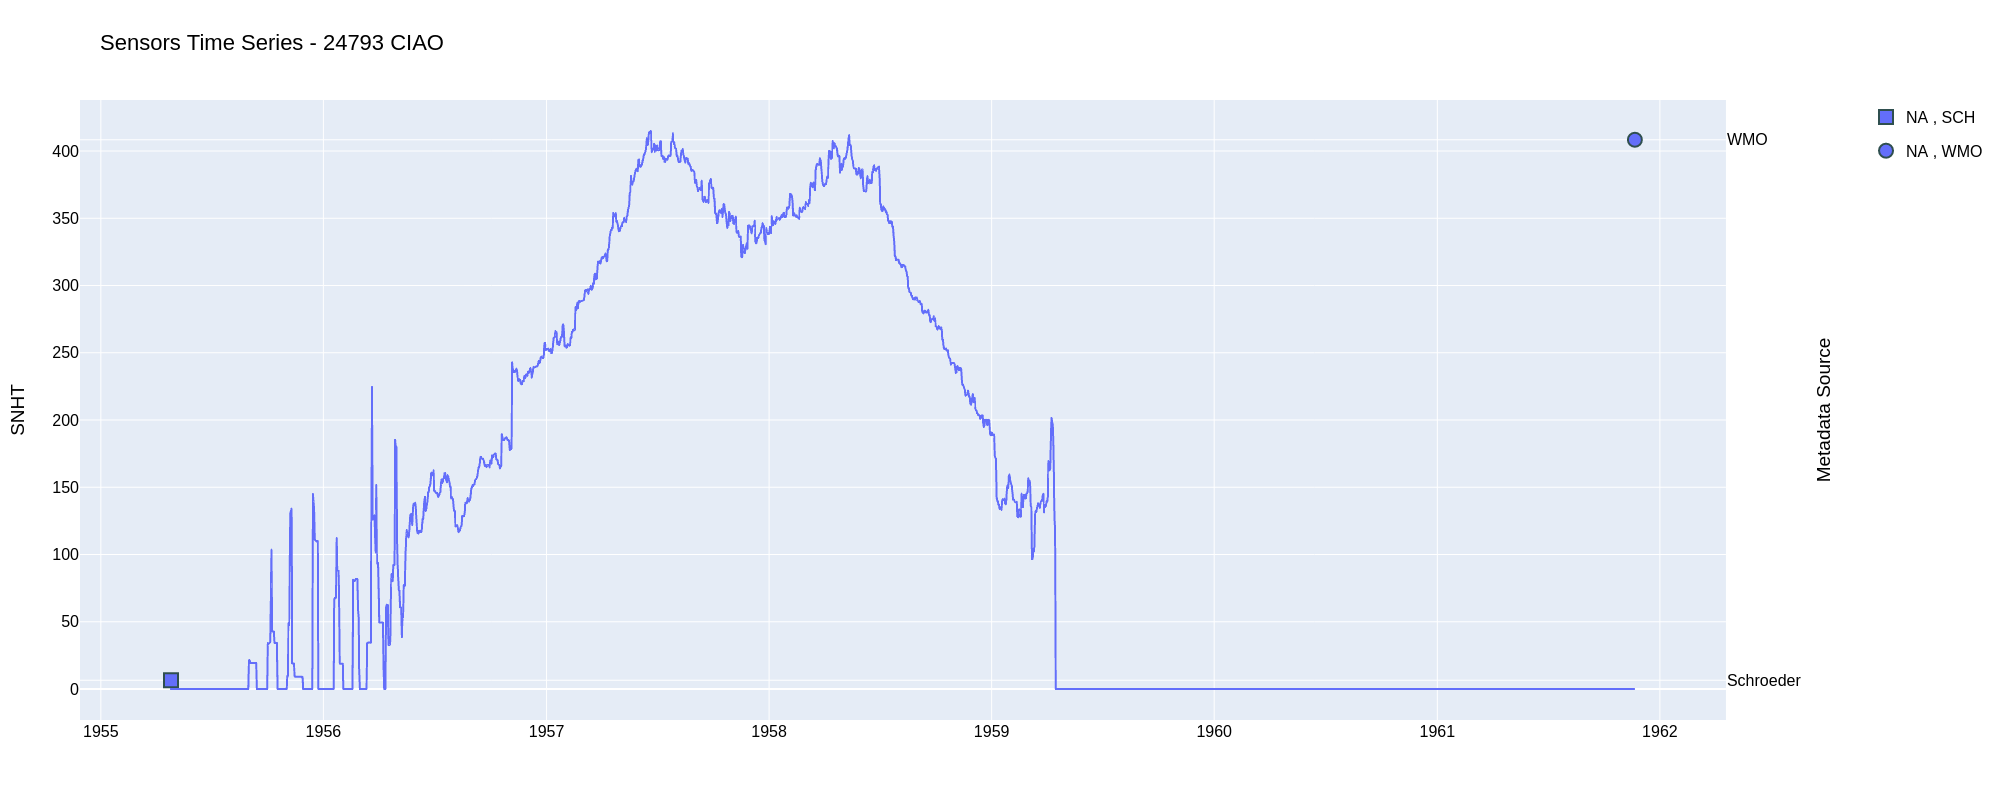 Sensors Time Series - 24793 CIAO
NA , SCH
NA , WMO
WMO
Schroeder
Metadata Source
SNHT
400
350
300
250
200
150
100
50
0
1955 1956 1957 1958 1959 1960 1961 1962